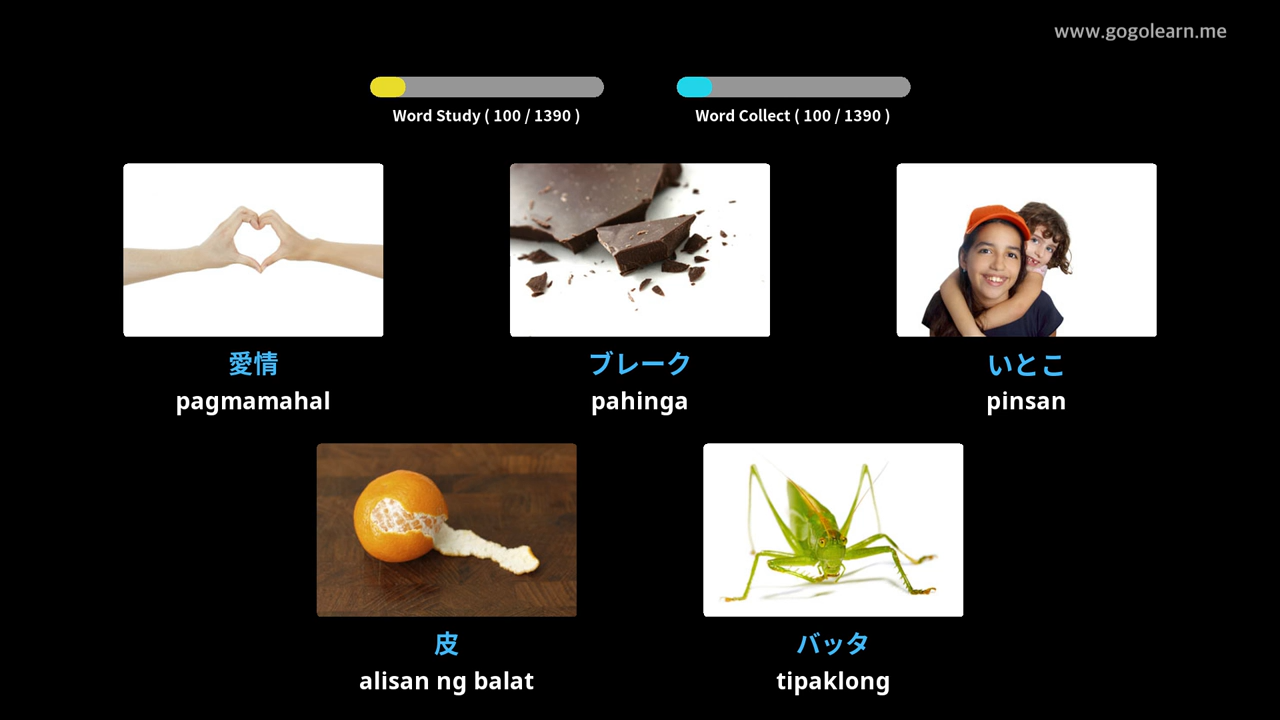 www.gogolearn.me
Word Study ( 100 / 1390 )
Word Collect ( 100 / 1390 )
愛情
pagmamahal
ブレーク
pahinga
いとこ
pinsan
皮
alisan ng balat
バッタ
tipaklong